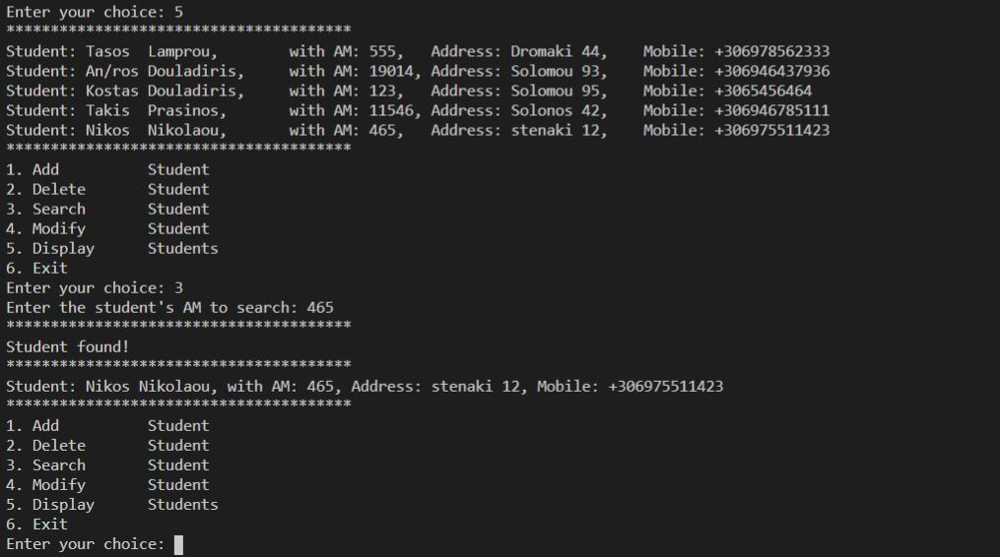 Enter your choice: 5
***************************************
Student: Tasos  Lamprou,        with AM: 555,   Address: Dromaki 44,    Mobile: +306978562333
Student: An/ros Douladiris,     with AM: 19014, Address: Solomou 93,    Mobile: +306946437936
Student: Kostas Douladiris,     with AM: 123,   Address: Solomou 95,    Mobile: +3065456464
Student: Takis  Prasinos,       with AM: 11546, Address: Solonos 42,    Mobile: +306946785111
Student: Nikos  Nikolaou,       with AM: 465,   Address: stenaki 12,    Mobile: +306975511423
***************************************
1. Add          Student
2. Delete       Student
3. Search       Student
4. Modify       Student
5. Display      Students
6. Exit
Enter your choice: 3
Enter the student's AM to search: 465
***************************************
Student found!
***************************************
Student: Nikos Nikolaou, with AM: 465, Address: stenaki 12, Mobile: +306975511423
***************************************
1. Add          Student
2. Delete       Student
3. Search       Student
4. Modify       Student
5. Display      Students
6. Exit
Enter your choice: